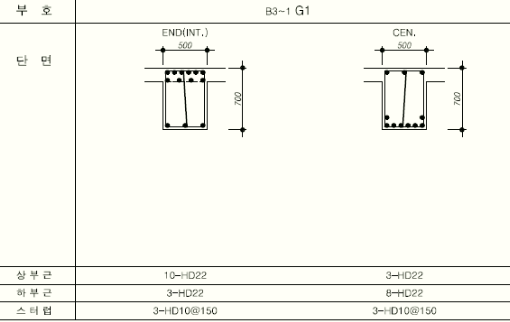 부 호 B3~1 G1
END(INT.) CEN.
500 500
단 면
700 700
상 부 근 10-HD22 3-HD22
하 부 근 3-HD22 8-HD22
스 터 럽 3-HD10@150 3-HD10@150